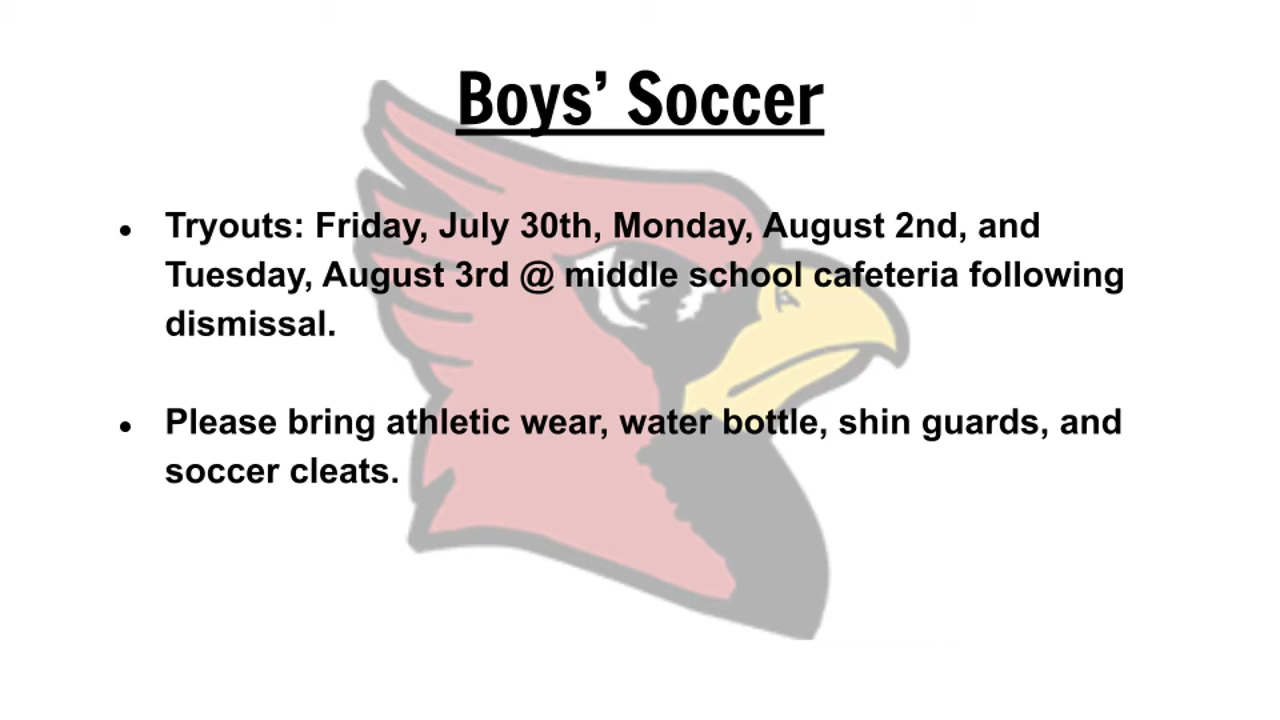 Boys’ Soccer
● Tryouts: Friday, July 30th, Monday, August 2nd, and
Tuesday, August 3rd @ middle school cafeteria following
dismissal.
● Please bring athletic wear, water bottle, shin guards, and
soccer cleats.